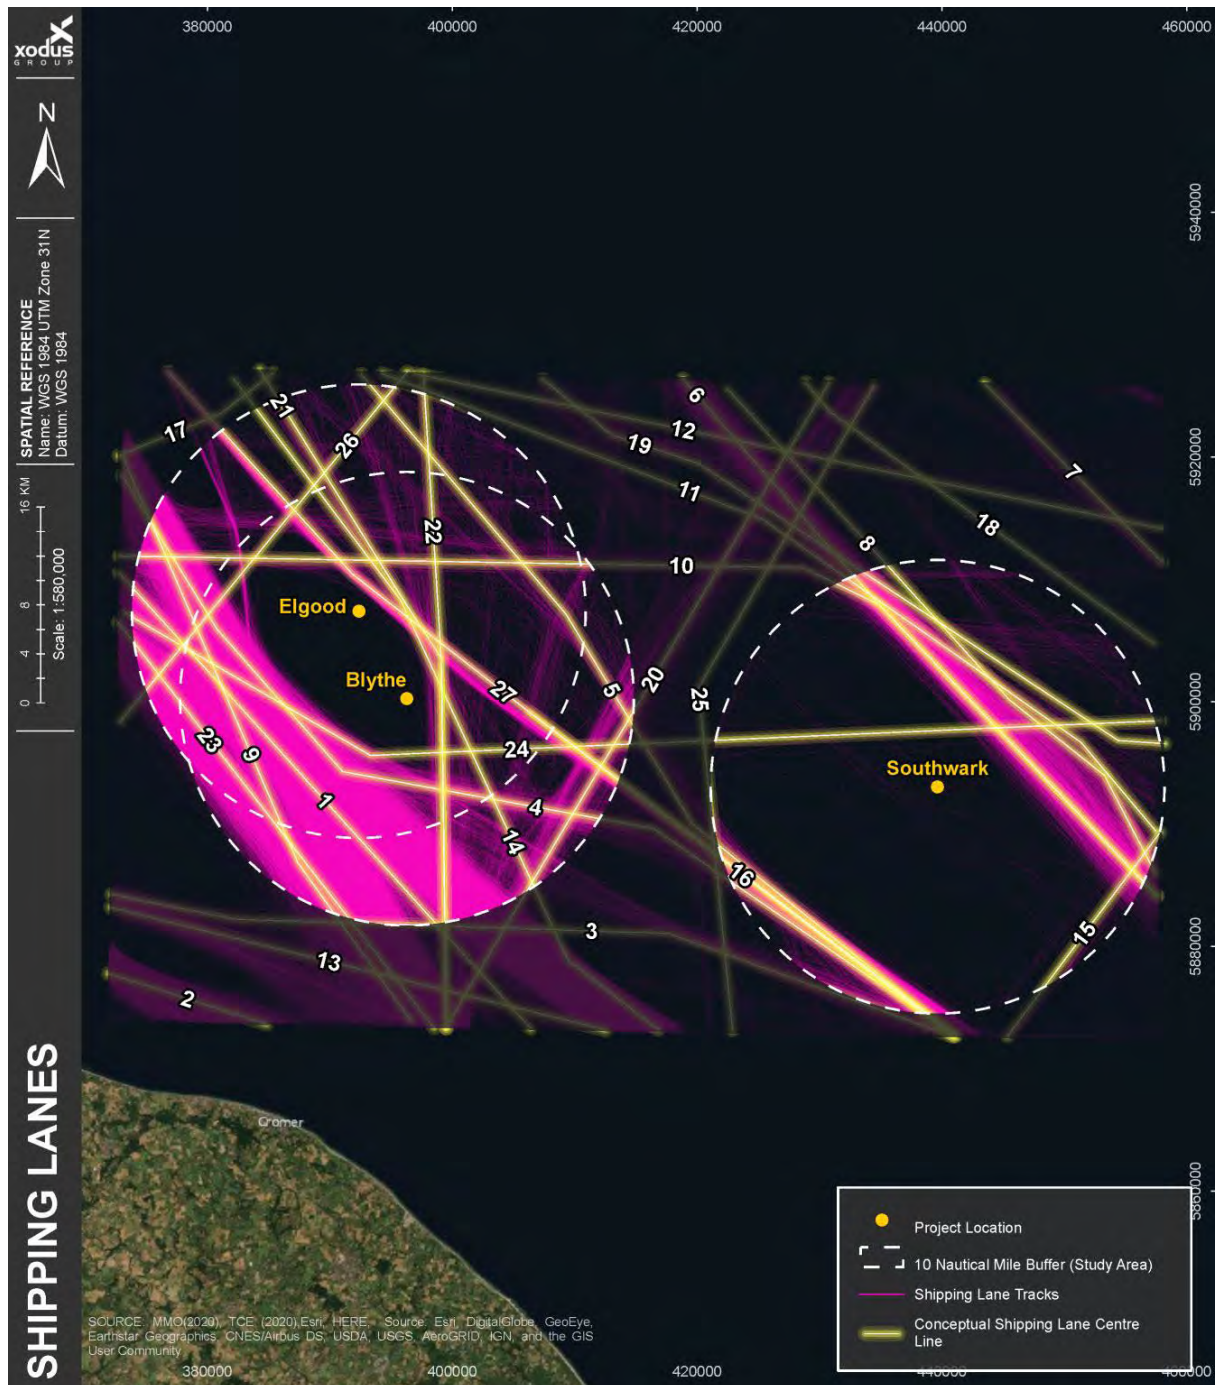 380000
400000
420000
440000
460000
xodus
GROUP
N
SPATIAL REFERENCE
Name: WGS 1984 UTM Zone 31N
Datum: WGS 1984
0 4 8 16 KM
Scale: 1:580,000
SHIPPING LANES
5940000
5920000
5900000
5880000
5860000
17
21
26
22
6
12
19
11
7
18
8
10
Elgood
Blythe
27
5
20
25
24
23
9
1
4
14
Southwark
16
15
3
13
2
Cromer
Project Location
10 Nautical Mile Buffer (Study Area)
Shipping Lane Tracks
Conceptual Shipping Lane Centre
Line
SOURCE: MMO(2020), TCE (2020),Esri, HERE, Source: Esri, DigitalGlobe, GeoEye,
Earthstar Geographics, CNES/Airbus DS, USDA, USGS, AeroGRID, IGN, and the GIS
User Community
380000
400000
420000
440000
460000